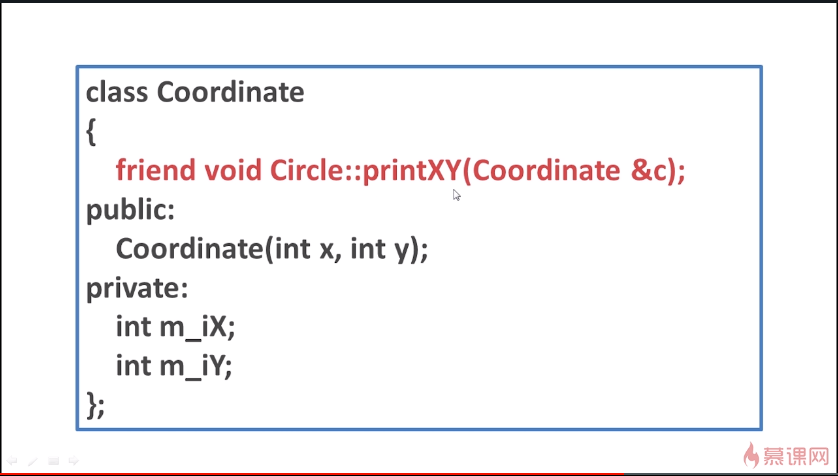 class Coordinate
{
friend void Circle::printXY(Coordinate &c);
public:
Coordinate(int x, int y);
private:
int m_iX;
int m_iY;
};
慕课网